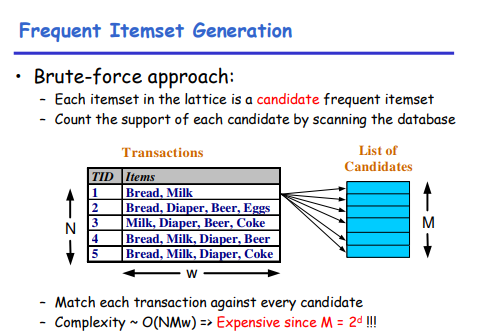 Frequent Itemset Generation
• Brute-force approach:
– Each itemset in the lattice is a candidate frequent itemset
– Count the support of each candidate by scanning the database
Transactions
List of
Candidates
TID Items
1 Bread, Milk
2 Bread, Diaper, Beer, Eggs
3 Milk, Diaper, Beer, Coke
4 Bread, Milk, Diaper, Beer
5 Bread, Milk, Diaper, Coke
N
M
w
– Match each transaction against every candidate
– Complexity ~ O(NMw) => Expensive since M = 2ᵈ !!!